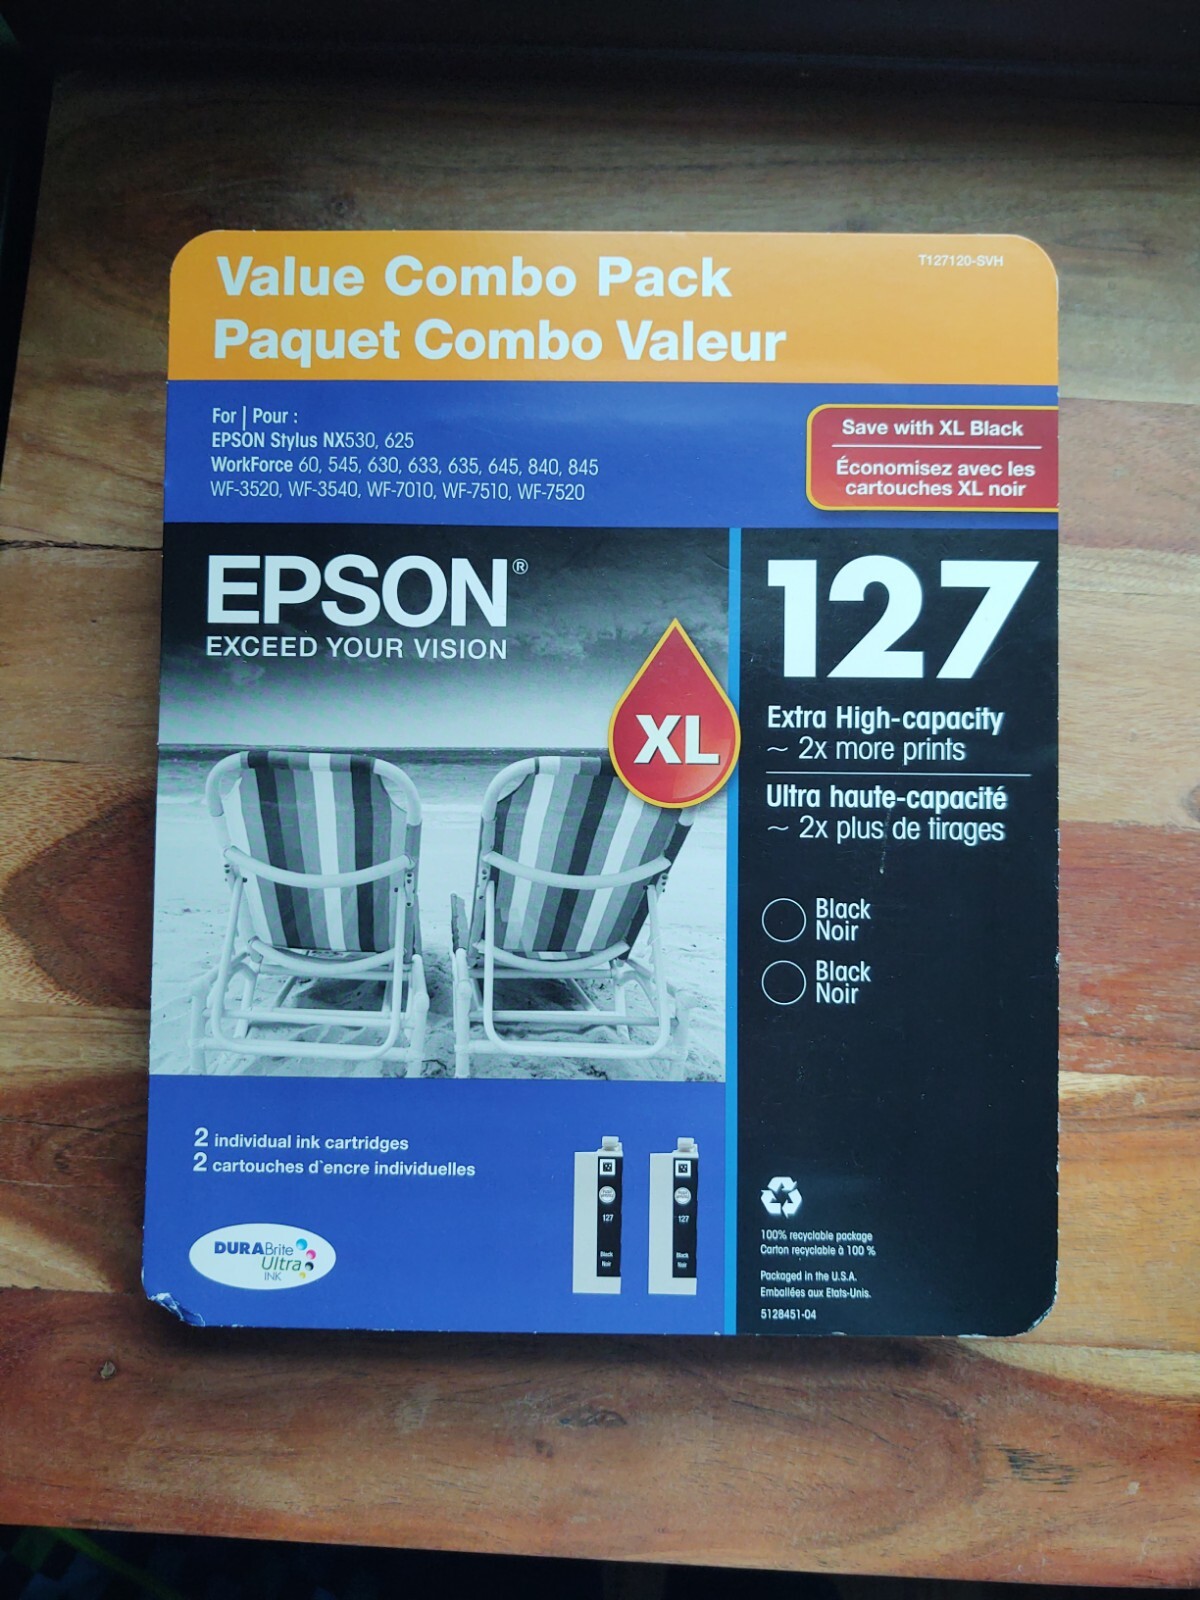 Value Combo Pack
T127120-SVH
Paquet Combo Valeur
For | Pour :
EPSON Stylus NX530, 625
WorkForce 60, 545, 630, 633, 635, 645, 840, 845
WF-3520, WF-3540, WF-7010, WF-7510, WF-7520
Save with XL Black
Économisez avec les
cartouches XL noir
EPSON®
EXCEED YOUR VISION
XL
127
Extra High-capacity
~ 2x more prints
Ultra haute-capacité
~ 2x plus de tirages
Black
Noir
Black
Noir
2 individual ink cartridges
2 cartouches d`encre individuelles
DURABrite
Ultra
INK
127
Black
Noir
127
Black
Noir
100% recyclable package
Carton recyclable à 100 %
Packaged in the U.S.A.
Emballées aux Etats-Unis.
5128451-04